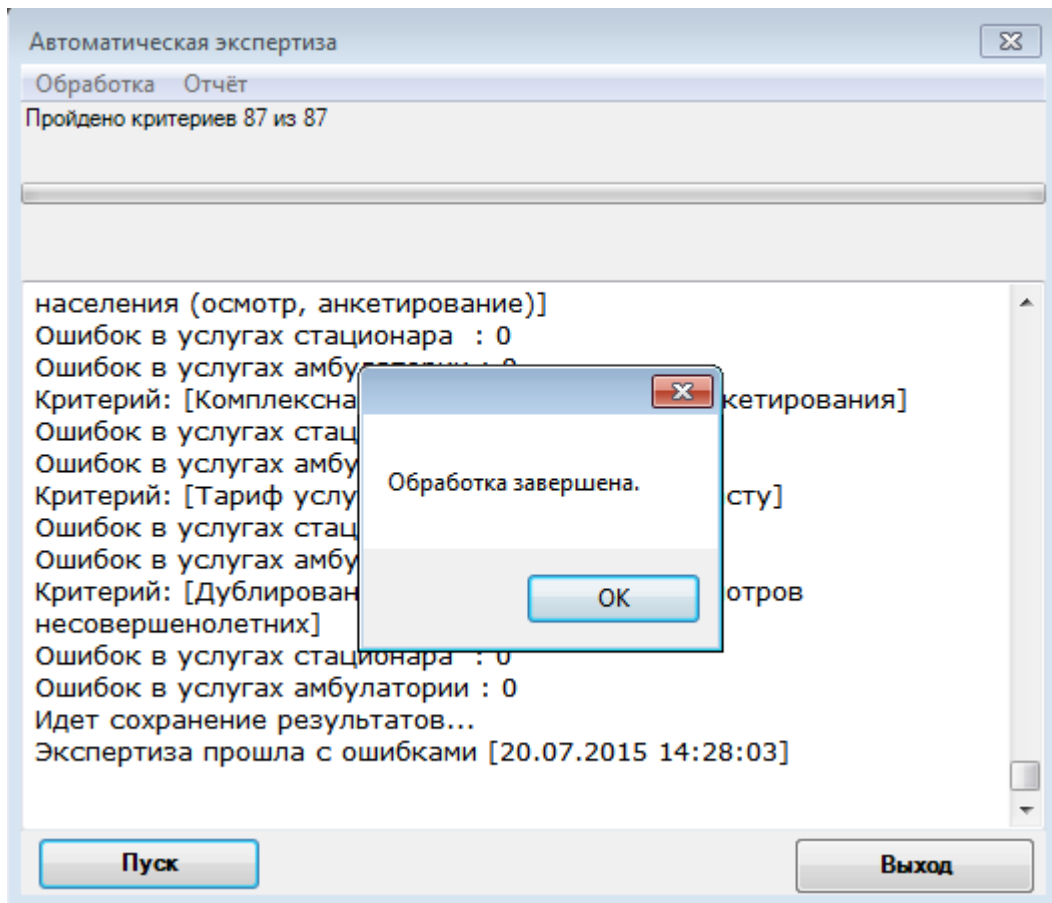 Автоматическая экспертиза
Обработка Отчёт
Пройдено критериев 87 из 87
населения (осмотр, анкетирование)]
Ошибок в услугах стационара : 0
Ошибок в услугах амбулатории : 0
Критерий: [Комплексна кетирования]
Ошибок в услугах стац
Ошибок в услугах амбу
Критерий: [Тариф услу сту]
Ошибок в услугах стац
Ошибок в услугах амбу
Критерий: [Дублирован отров
несовершенолетних]
Обработка завершена.
OK
Ошибок в услугах стационара : 0
Ошибок в услугах амбулатории : 0
Идет сохранение результатов...
Экспертиза прошла с ошибками [20.07.2015 14:28:03]
Пуск
Выход